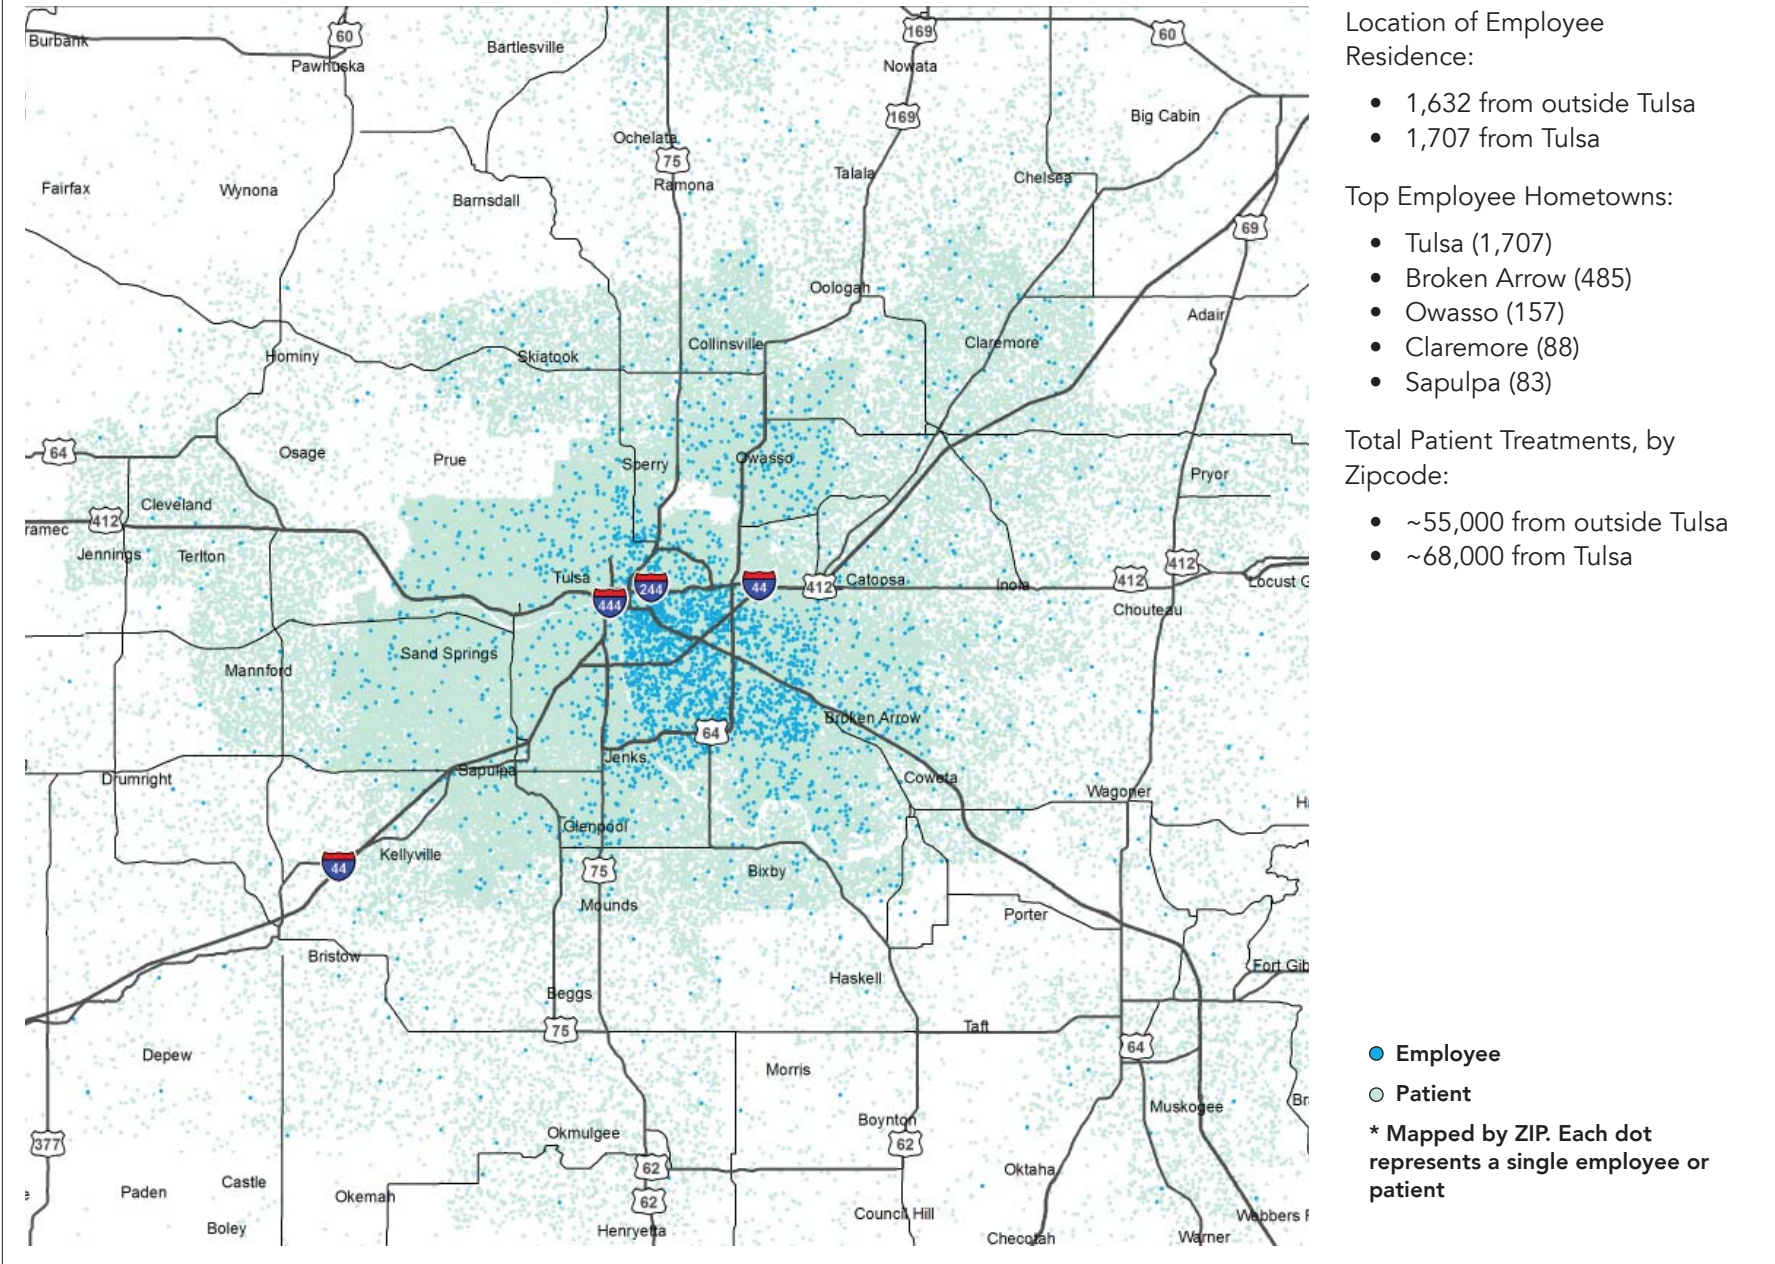 Location of Employee
Residence:
• 1,632 from outside Tulsa
• 1,707 from Tulsa
Top Employee Hometowns:
• Tulsa (1,707)
• Broken Arrow (485)
• Owasso (157)
• Claremore (88)
• Sapulpa (83)
Total Patient Treatments, by
Zipcode:
• ~55,000 from outside Tulsa
• ~68,000 from Tulsa
Employee
Patient
* Mapped by ZIP. Each dot
represents a single employee or
patient
Burbank
60
Pawhuska
Bartlesville
169
Nowata
60
169
Big Cabin
Ochelata
75
Ramona
Talala
Chelsea
Fairfax
Wynona
Barnsdall
69
Oologah
Adair
Hominy
Skiatook
Collinsville
Claremore
64
Osage
Prue
Sperry
Owasso
Pryor
Cleveland
412
ramec
Jennings
Terlton
Tulsa
444
244
44
412
Catoosa
Inola
412
412
Locust G
Chouteau
Mannford
Sand Springs
64
Broken Arrow
Jenks
Drumright
Sapulpa
Coweta
Wagoner
H
Glenpool
Kellyville
44
75
Bixby
Mounds
Porter
Bristow
Haskell
Fort Gib
Beggs
75
Taft
64
Depew
Morris
Muskogee
Br
377
Okmulgee
Boynton
62
62
Oktaha
Paden
Castle
Okemah
62
Boley
Henryetta
Council Hill
Webbers F
Checotah
Warner